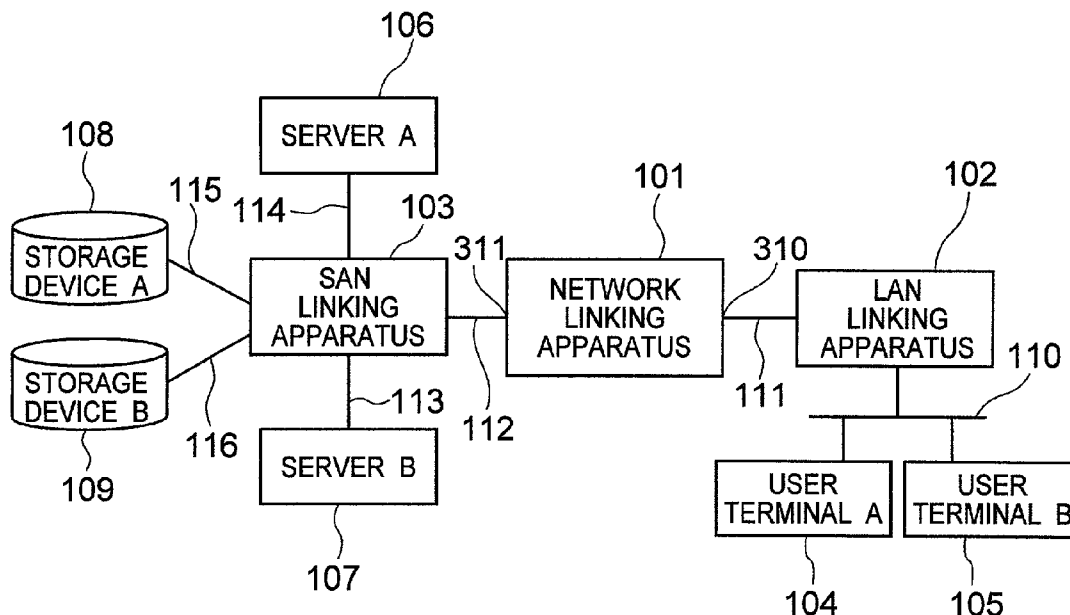 106
SERVER A
108
115
114
103
101
102
STORAGE
DEVICE A
SAN
LINKING
APPARATUS
311
NETWORK
LINKING
APPARATUS
310
LAN
LINKING
APPARATUS
STORAGE
DEVICE B
116
113
112
111
110
109
SERVER B
107
USER
TERMINAL A
USER
TERMINAL B
104
105